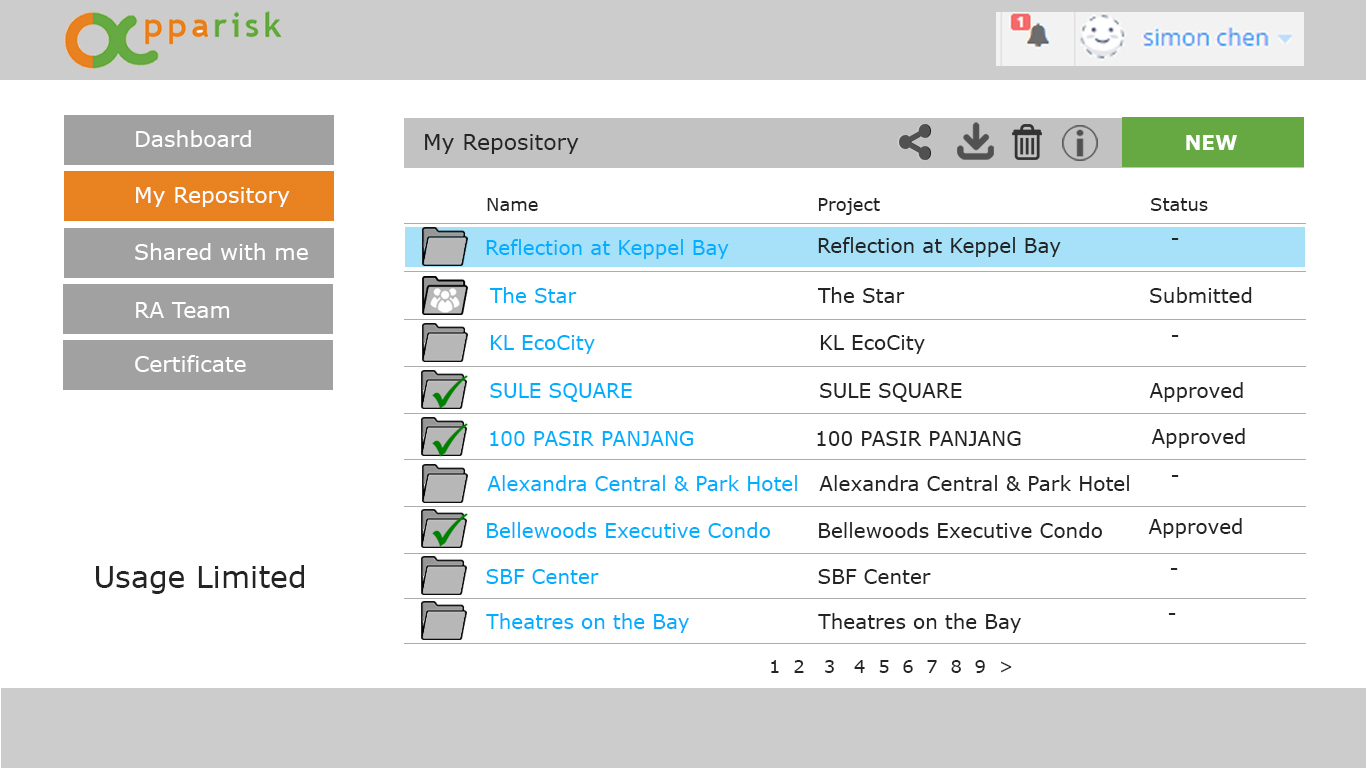 pparisk
1
simon chen
Dashboard
My Repository
Shared with me
RA Team
Certificate
Usage Limited
My Repository
NEW
Name Project Status
Reflection at Keppel Bay Reflection at Keppel Bay -
The Star The Star Submitted
KL EcoCity KL EcoCity -
SULE SQUARE SULE SQUARE Approved
100 PASIR PANJANG 100 PASIR PANJANG Approved
Alexandra Central & Park Hotel Alexandra Central & Park Hotel -
Bellewoods Executive Condo Bellewoods Executive Condo Approved
SBF Center SBF Center -
Theatres on the Bay Theatres on the Bay -
1 2 3 4 5 6 7 8 9 >